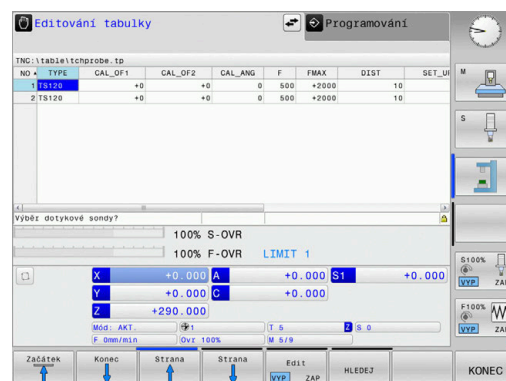 Editování tabulky
Programování
TNC:\table\tchprobe.tp
NO TYPE CAL_OF1 CAL_OF2 CAL_ANG F FMAX DIST
1 TS120 +0 +0 0 500 +2000 10
2 TS120 +0 +0 0 500 +2000 10
Výběr dotykové sondy?
100% S-OVR
100% F-OVR LIMIT 1
X +0.000 A +0.000 S1 +0.000
Y +0.000 C +0.000
Z +290.000
Mód: AKT. 1 T 5 Z S 0
F 0mm/min Ovr 100% M 5/9
M
S
S100%
VYP
F100%
VYP
Začátek
Konec
Strana
Strana
Edit
VYP ZAP
HLEDEJ
KONEC